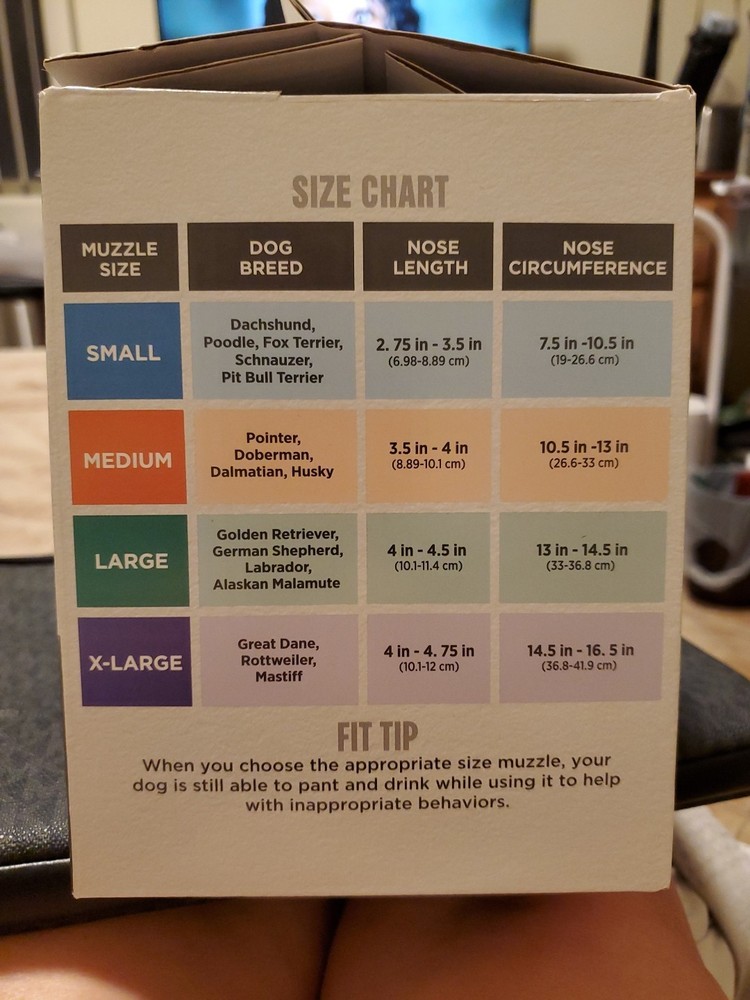 SIZE CHART
MUZZLE
SIZE
DOG
BREED
NOSE
LENGTH
NOSE
CIRCUMFERENCE
SMALL
Dachshund,
Poodle, Fox Terrier,
Schnauzer,
Pit Bull Terrier
2. 75 in - 3.5 in
(6.98-8.89 cm)
7.5 in -10.5 in
(19-26.6 cm)
MEDIUM
Pointer,
Doberman,
Dalmatian, Husky
3.5 in - 4 in
(8.89-10.1 cm)
10.5 in -13 in
(26.6-33 cm)
LARGE
Golden Retriever,
German Shepherd,
Labrador,
Alaskan Malamute
4 in - 4.5 in
(10.1-11.4 cm)
13 in - 14.5 in
(33-36.8 cm)
X-LARGE
Great Dane,
Rottweiler,
Mastiff
4 in - 4. 75 in
(10.1-12 cm)
14.5 in - 16. 5 in
(36.8-41.9 cm)
FIT TIP
When you choose the appropriate size muzzle, your
dog is still able to pant and drink while using it to help
with inappropriate behaviors.